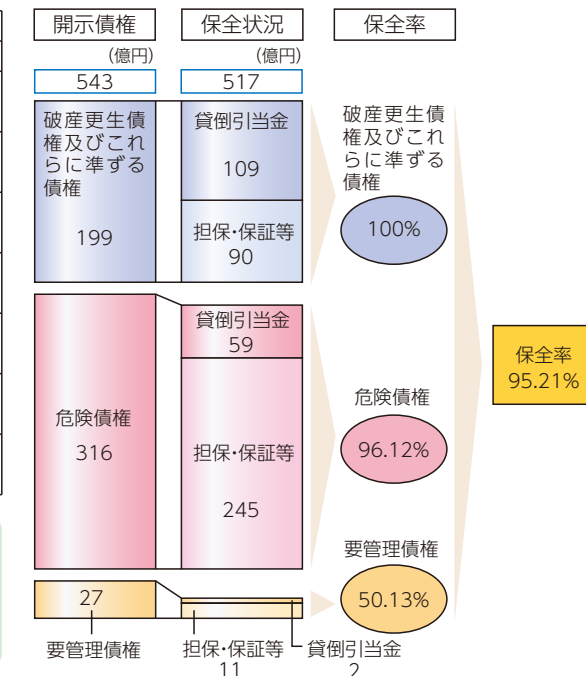 開示債権
保全状況
保全率
(億円)
(億円)
543
517
破産更生債
権及びこれ
らに準ずる
債権
199
貸倒引当金
109
担保・保証等
90
破産更生債
権及びこれ
らに準ずる
債権
100%
危険債権
316
貸倒引当金
59
担保・保証等
245
危険債権
96.12%
保全率
95.21%
27
要管理債権
担保・保証等
11
貸倒引当金
2
要管理債権
50.13%